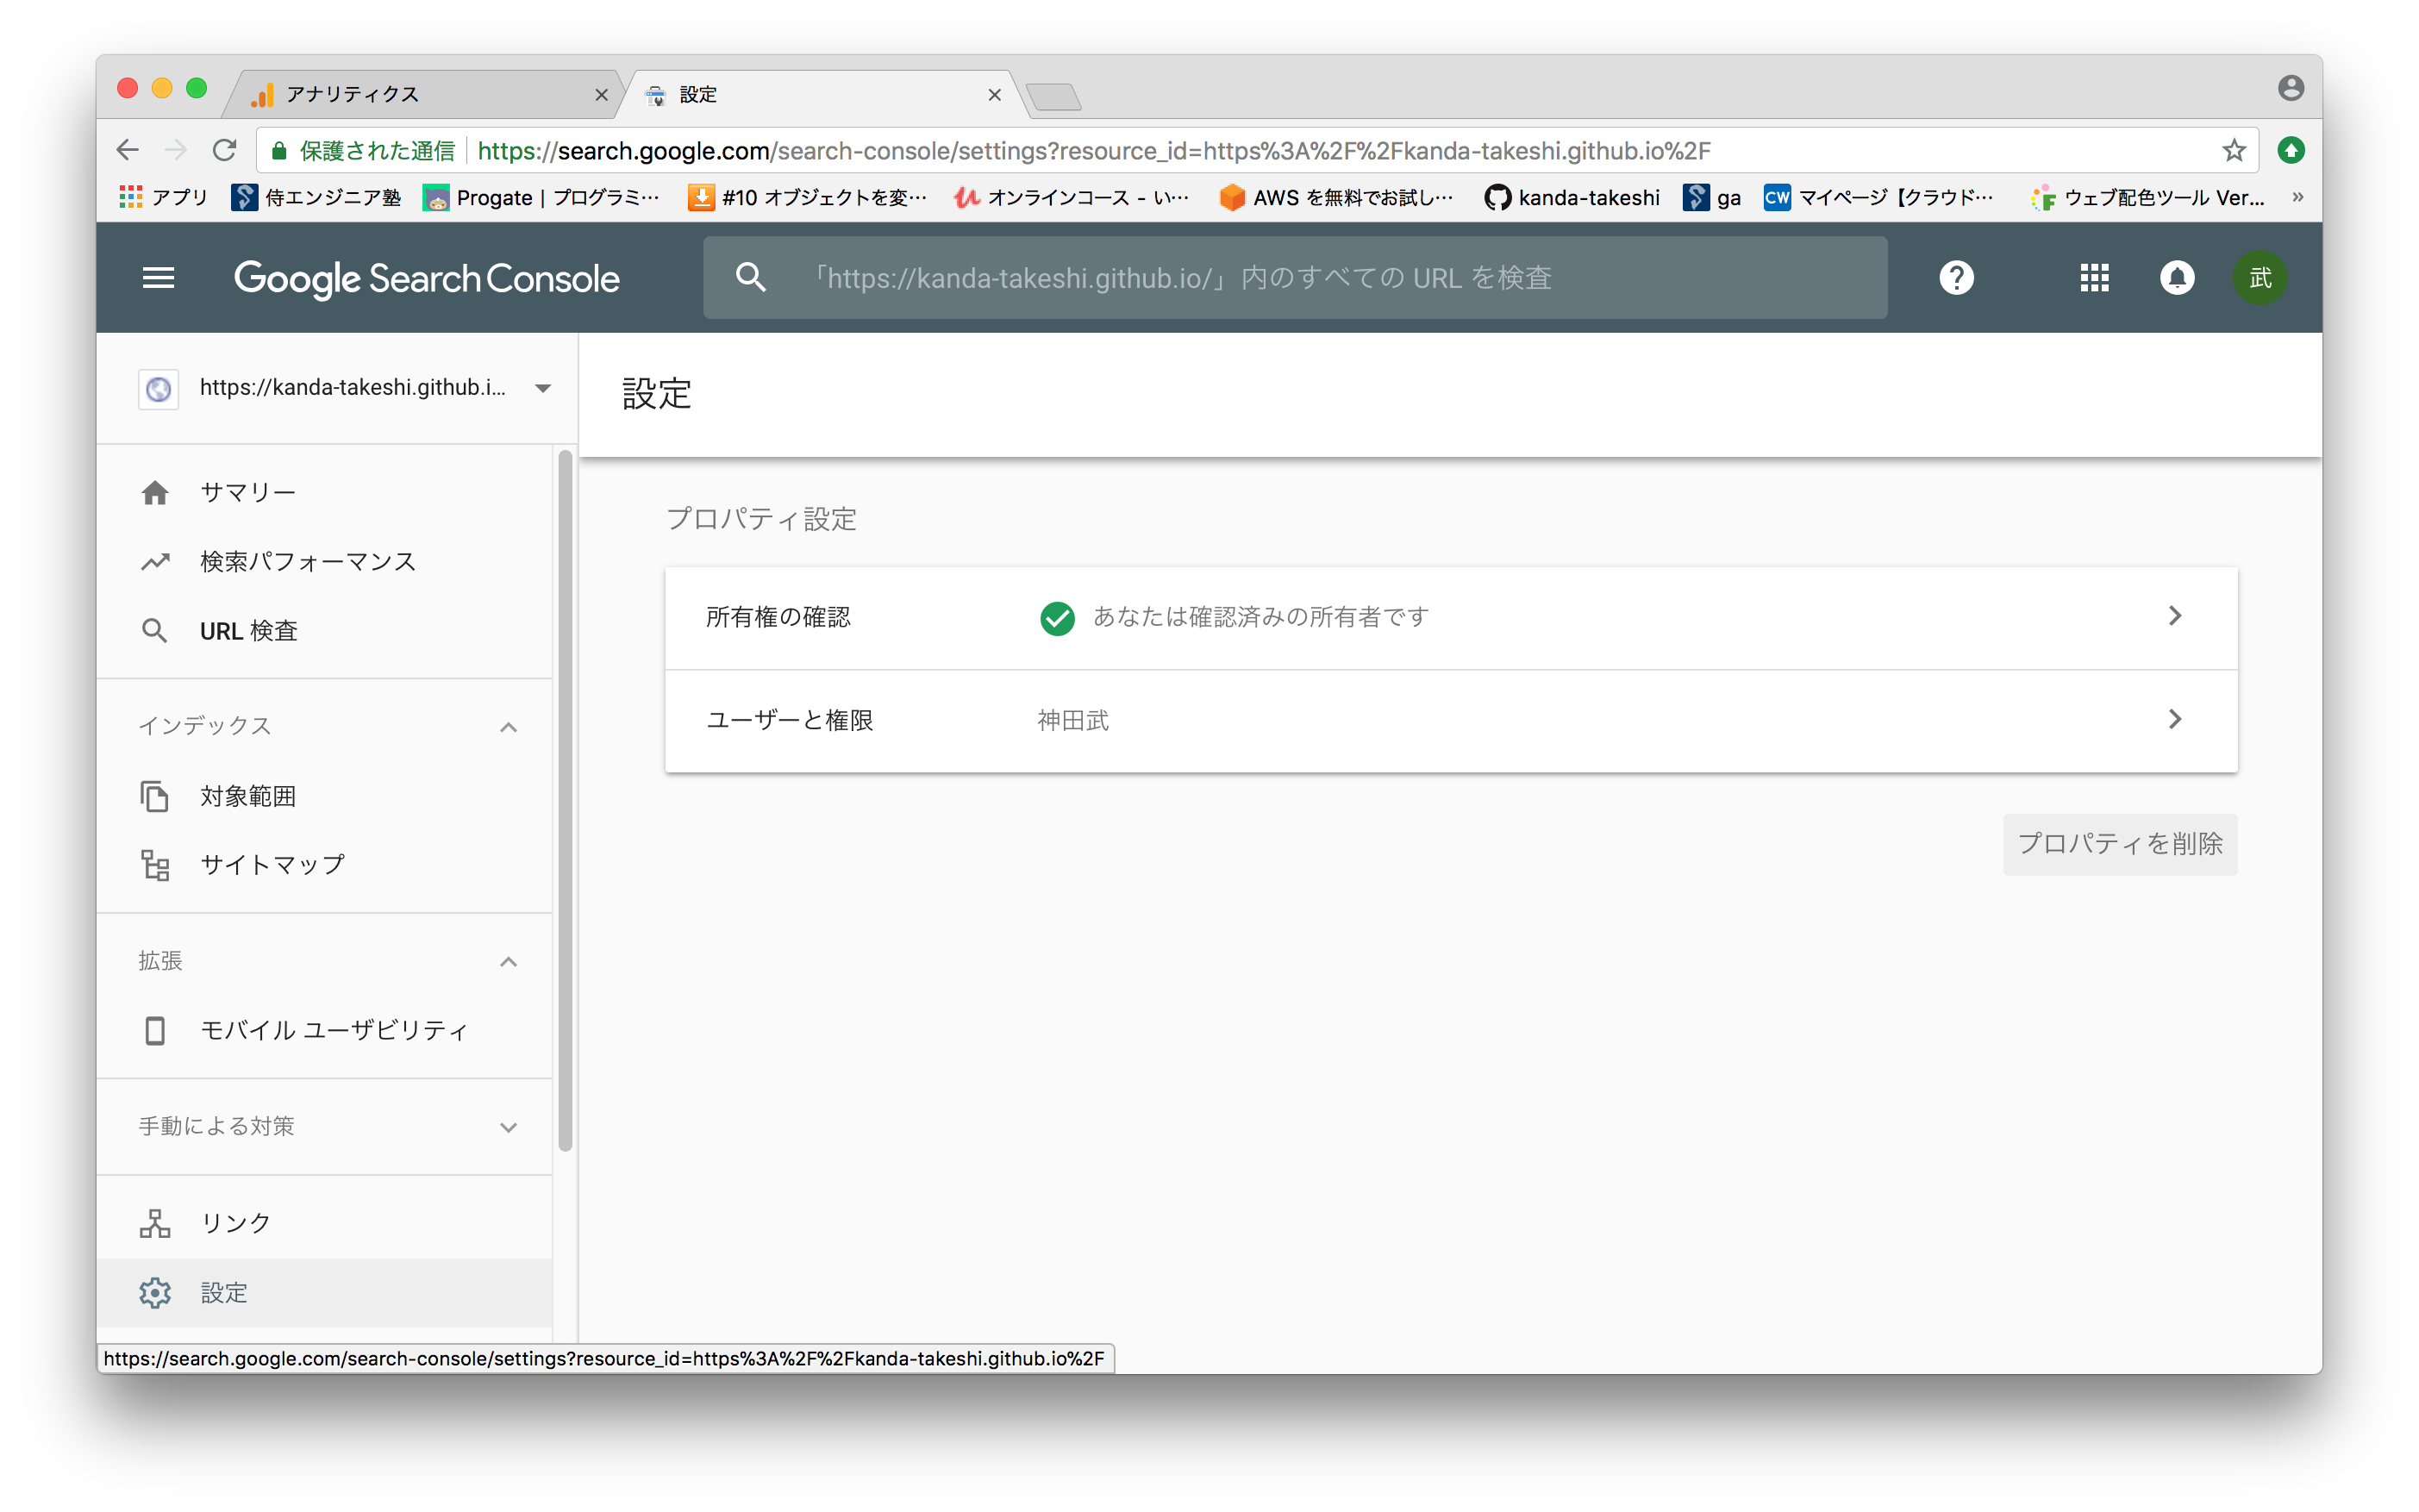 アナリティクス
設定
保護された通信 https://search.google.com/search-console/settings?resource_id=https%3A%2F%2Fkanda-takeshi.github.io%2F
アプリ 侍エンジニア塾 Progate | プログラミ… #10 オブジェクトを変… オンラインコース - い… AWS を無料でお試し… kanda-takeshi ga CW マイページ【クラウド… ウェブ配色ツール Ver... »
Google Search Console
「https://kanda-takeshi.github.io/」内のすべての URL を検査
武
https://kanda-takeshi.github.i...
サマリー
検索パフォーマンス
URL 検査
インデックス
対象範囲
サイトマップ
拡張
モバイル ユーザビリティ
手動による対策
リンク
設定
設定
プロパティ設定
所有権の確認 あなたは確認済みの所有者です
ユーザーと権限 神田武
プロパティを削除
https://search.google.com/search-console/settings?resource_id=https%3A%2F%2Fkanda-takeshi.github.io%2F